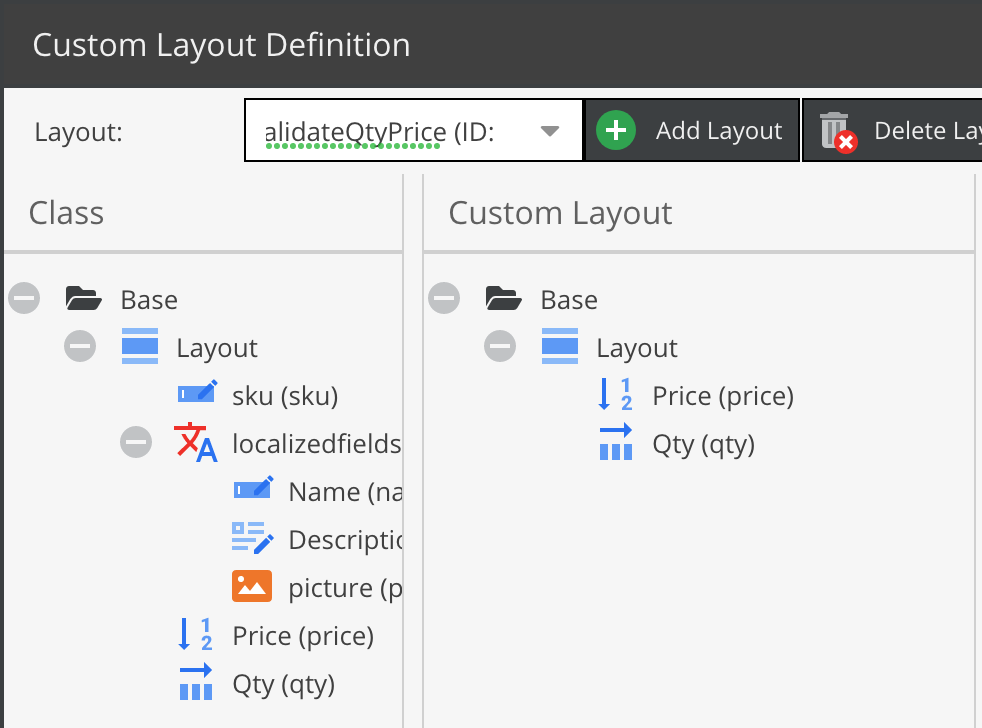 Custom Layout Definition
Layout: alidateQtyPrice (ID: Add Layout Delete Lay
Class
Base
Layout
sku (sku)
localizedfields
Name (na
Descriptic
picture (p
Price (price)
Qty (qty)
Custom Layout
Base
Layout
Price (price)
Qty (qty)